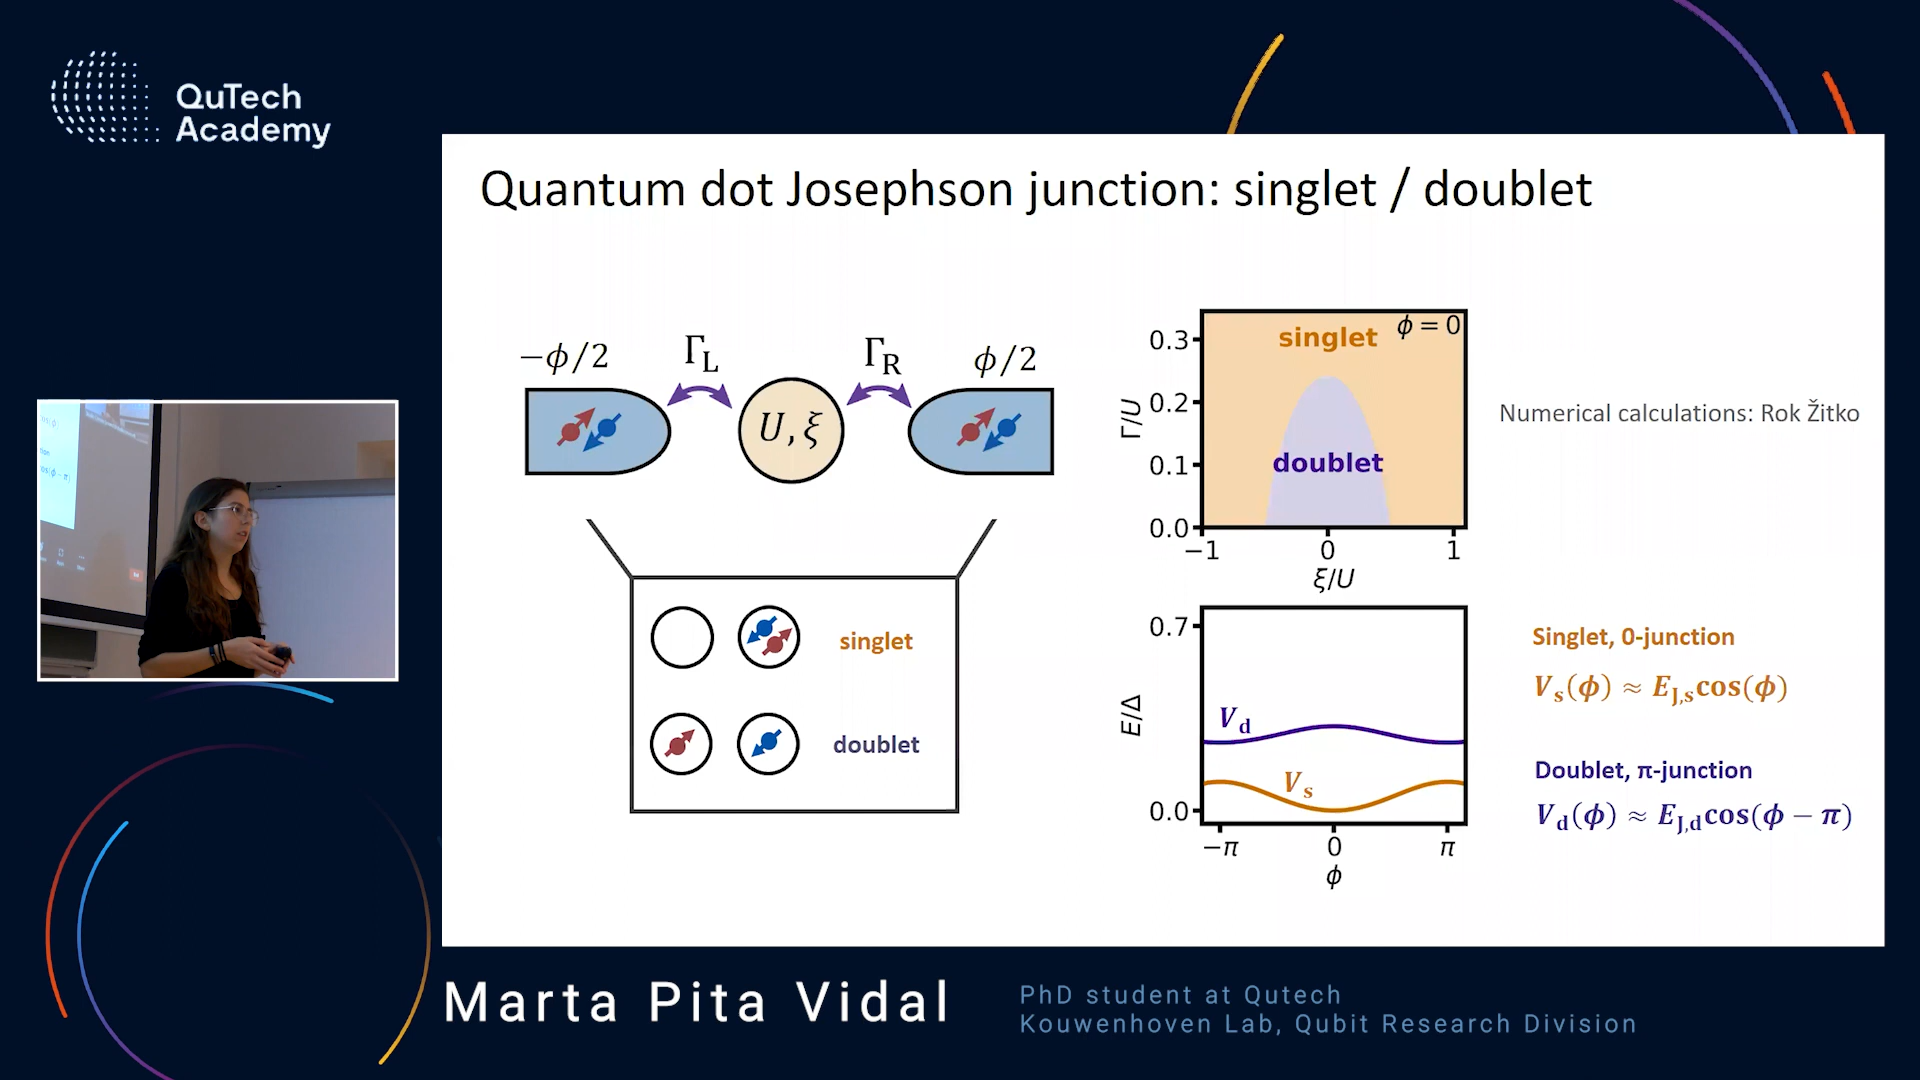 QuTech
Academy
Quantum dot Josephson junction: singlet / doublet
−ϕ/2
Γ_L
Γ_R
ϕ/2
U, ξ
singlet
doublet
0.3
0.2
0.1
0.0
Γ/U
singlet
ϕ = 0
doublet
−1
0
1
ξ/U
Numerical calculations: Rok Žitko
0.7
0.0
E/Δ
V_d
V_s
−π
0
π
ϕ
Singlet, 0-junction
V_s(ϕ) ≈ E_J,s cos(ϕ)
Doublet, π-junction
V_d(ϕ) ≈ E_J,d cos(ϕ − π)
Marta Pita Vidal
PhD student at Qutech
Kouwenhoven Lab, Qubit Research Division